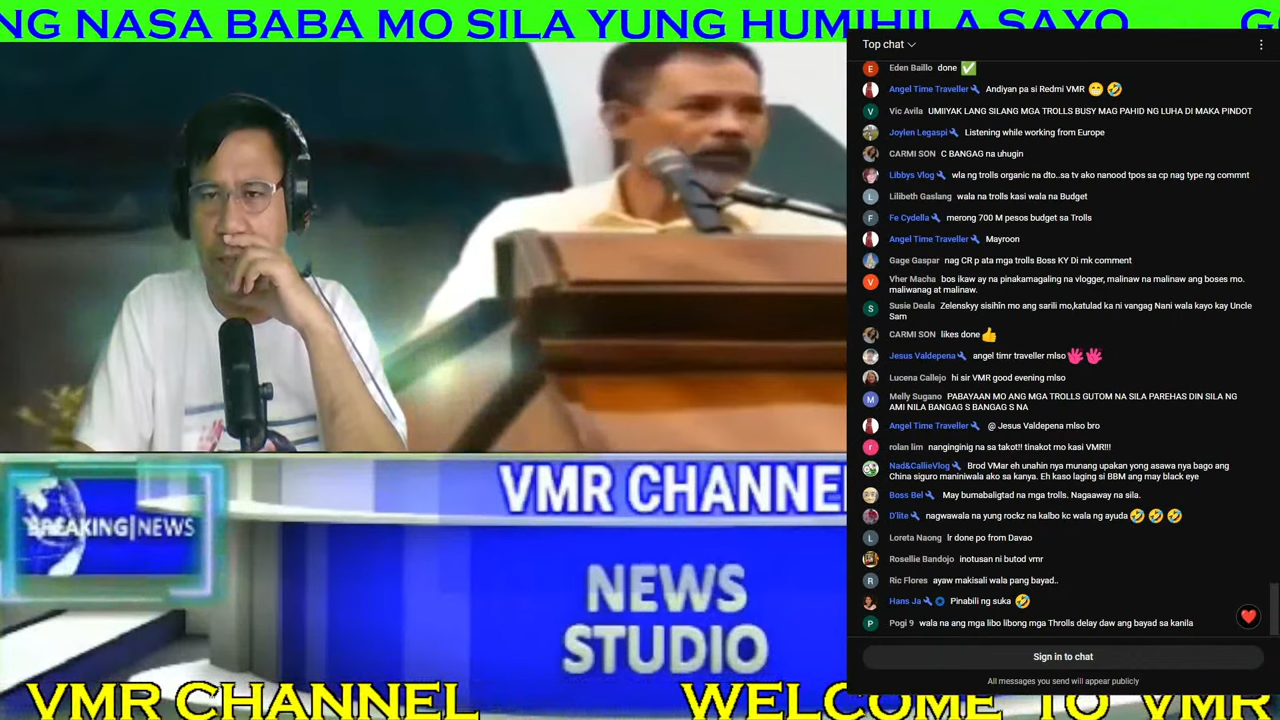 NG NASA BABA MO SILA YUNG HUMIHILA SAYO G
Top chat
Eden Baillo done
Angel Time Traveller Andiyan pa si Redmi VMR
Vic Avila UMIIYAK LANG SILANG MGA TROLLS BUSY MAG PAHID NG LUHA DI MAKA PINDOT
Joylen Legaspi Listening while working from Europe
CARMI SON C BANGAG na uhugin
Libbys Vlog wla ng trolls organic na dto..sa tv ako nanood tpos sa cp nag type ng commnt
Lilibeth Gaslang wala na trolls kasi wala na Budget
Fe Cydella merong 700 M pesos budget sa Trolls
Angel Time Traveller Mayroon
Gage Gaspar nag CR p ata mga trolls Boss KY Di mk comment
Vher Macha bos ikaw ay na pinakamagaling na vlogger, malinaw na malinaw ang boses mo.
maliwanag at malinaw.
Susie Deala Zelenskyy sisihîn mo ang sarili mo,katulad ka ni vangag Nani wala kayo kay Uncle
Sam
CARMI SON likes done
Jesus Valdepena angel timr traveller mlso
Lucena Callejo hi sir VMR good evening mlso
Melly Sugano PABAYAAN MO ANG MGA TROLLS GUTOM NA SILA PAREHAS DIN SILA NG
AMI NILA BANGAG S BANGAG S NA
Angel Time Traveller @ Jesus Valdepena mlso bro
rolan lim nanginginig na sa takot!! tinakot mo kasi VMR!!!
Nad&CallieVlog Brod VMar eh unahin nya munang upakan yong asawa nya bago ang
China siguro maniniwala ako sa kanya. Eh kaso laging si BBM ang may black eye
Boss Bel May bumabaligtad na mga trolls. Nagaaway na sila.
D'lite nagwawala na yung rockz na kalbo kc wala ng ayuda
Loreta Naong lr done po from Davao
Rosellie Bandojo inotusan ni butod vmr
Ric Flores ayaw makisali wala pang bayad..
Hans Ja Pinabili ng suka
Pogi 9 wala na ang mga libo libong mga Throlls delay daw ang bayad sa kanila
Sign in to chat
All messages you send will appear publicly
VMR CHANNEL
BREAKING|NEWS
NEWS
STUDIO
VMR CHANNEL WELCOME TO VMR